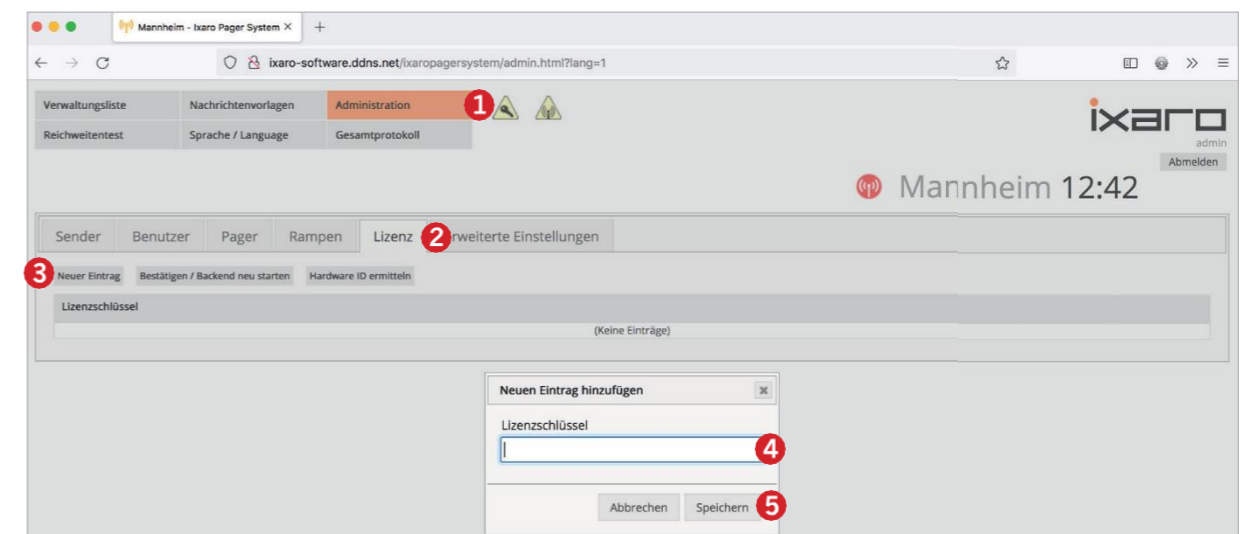 Mannheim - Ixaro Pager System × +
ixaro-software.ddns.net/ixaropagersystem/admin.html?lang=1
Verwaltungsliste Nachrichtenvorlagen Administration 1
Reichweitentest Sprache / Language Gesamtprotokoll
ixaro
admin
Abmelden
Mannheim 12:42
Sender Benutzer Pager Rampen Lizenz 2 rweiterte Einstellungen
3 Neuer Eintrag Bestätigen / Backend neu starten Hardware ID ermitteln
Lizenzschlüssel
(Keine Einträge)
Neuen Eintrag hinzufügen
Lizenzschlüssel
4
Abbrechen Speichern 5